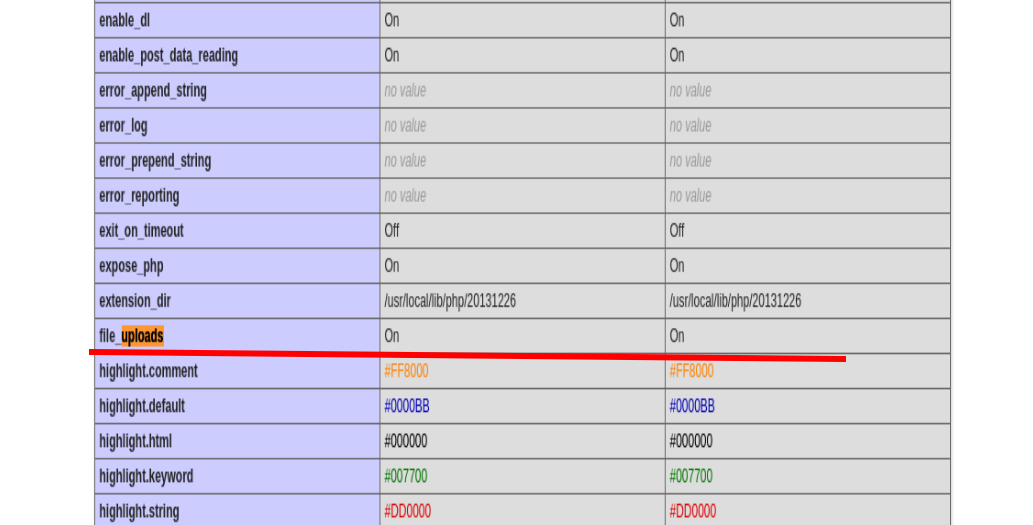 enable_dl On On
enable_post_data_reading On On
error_append_string no value no value
error_log no value no value
error_prepend_string no value no value
error_reporting no value no value
exit_on_timeout Off Off
expose_php On On
extension_dir /usr/local/lib/php/20131226 /usr/local/lib/php/20131226
file_uploads On On
highlight.comment #FF8000 #FF8000
highlight.default #0000BB #0000BB
highlight.html #000000 #000000
highlight.keyword #007700 #007700
highlight.string #DD0000 #DD0000